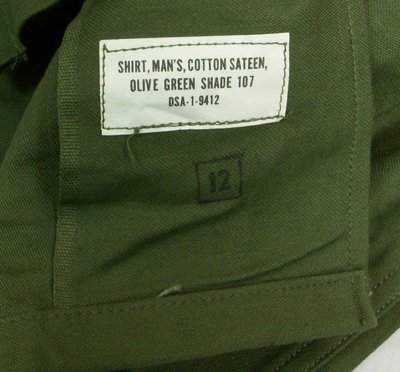 SHIRT, MAN'S, COTTON SATEEN,
OLIVE GREEN SHADE 107
DSA-1-9412
12